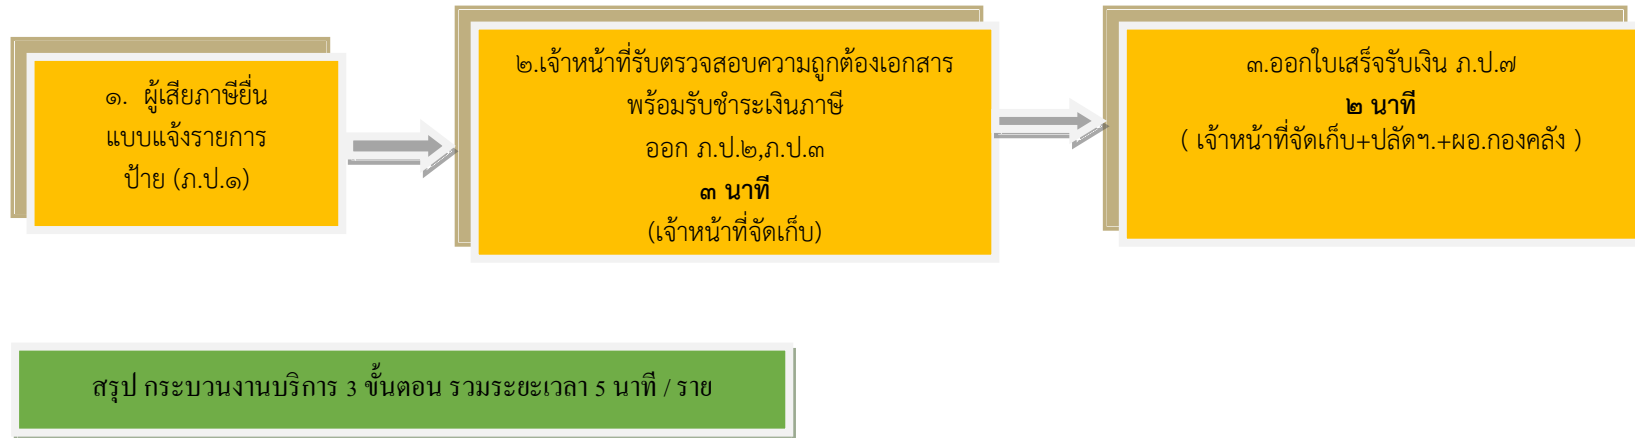 ๑. ผู้เสียภาษียื่น
แบบแจ้งรายการ
ป้าย (ภ.ป.๑)
๒.เจ้าหน้าที่รับตรวจสอบความถูกต้องเอกสาร
พร้อมรับชำระเงินภาษี
ออก ภ.ป.๒,ภ.ป.๓
๓ นาที
(เจ้าหน้าที่จัดเก็บ)
๓.ออกใบเสร็จรับเงิน ภ.ป.๗
๒ นาที
( เจ้าหน้าที่จัดเก็บ+ปลัดฯ.+ผอ.กองคลัง )
สรุป กระบวนงานบริการ 3 ขั้นตอน รวมระยะเวลา 5 นาที / ราย